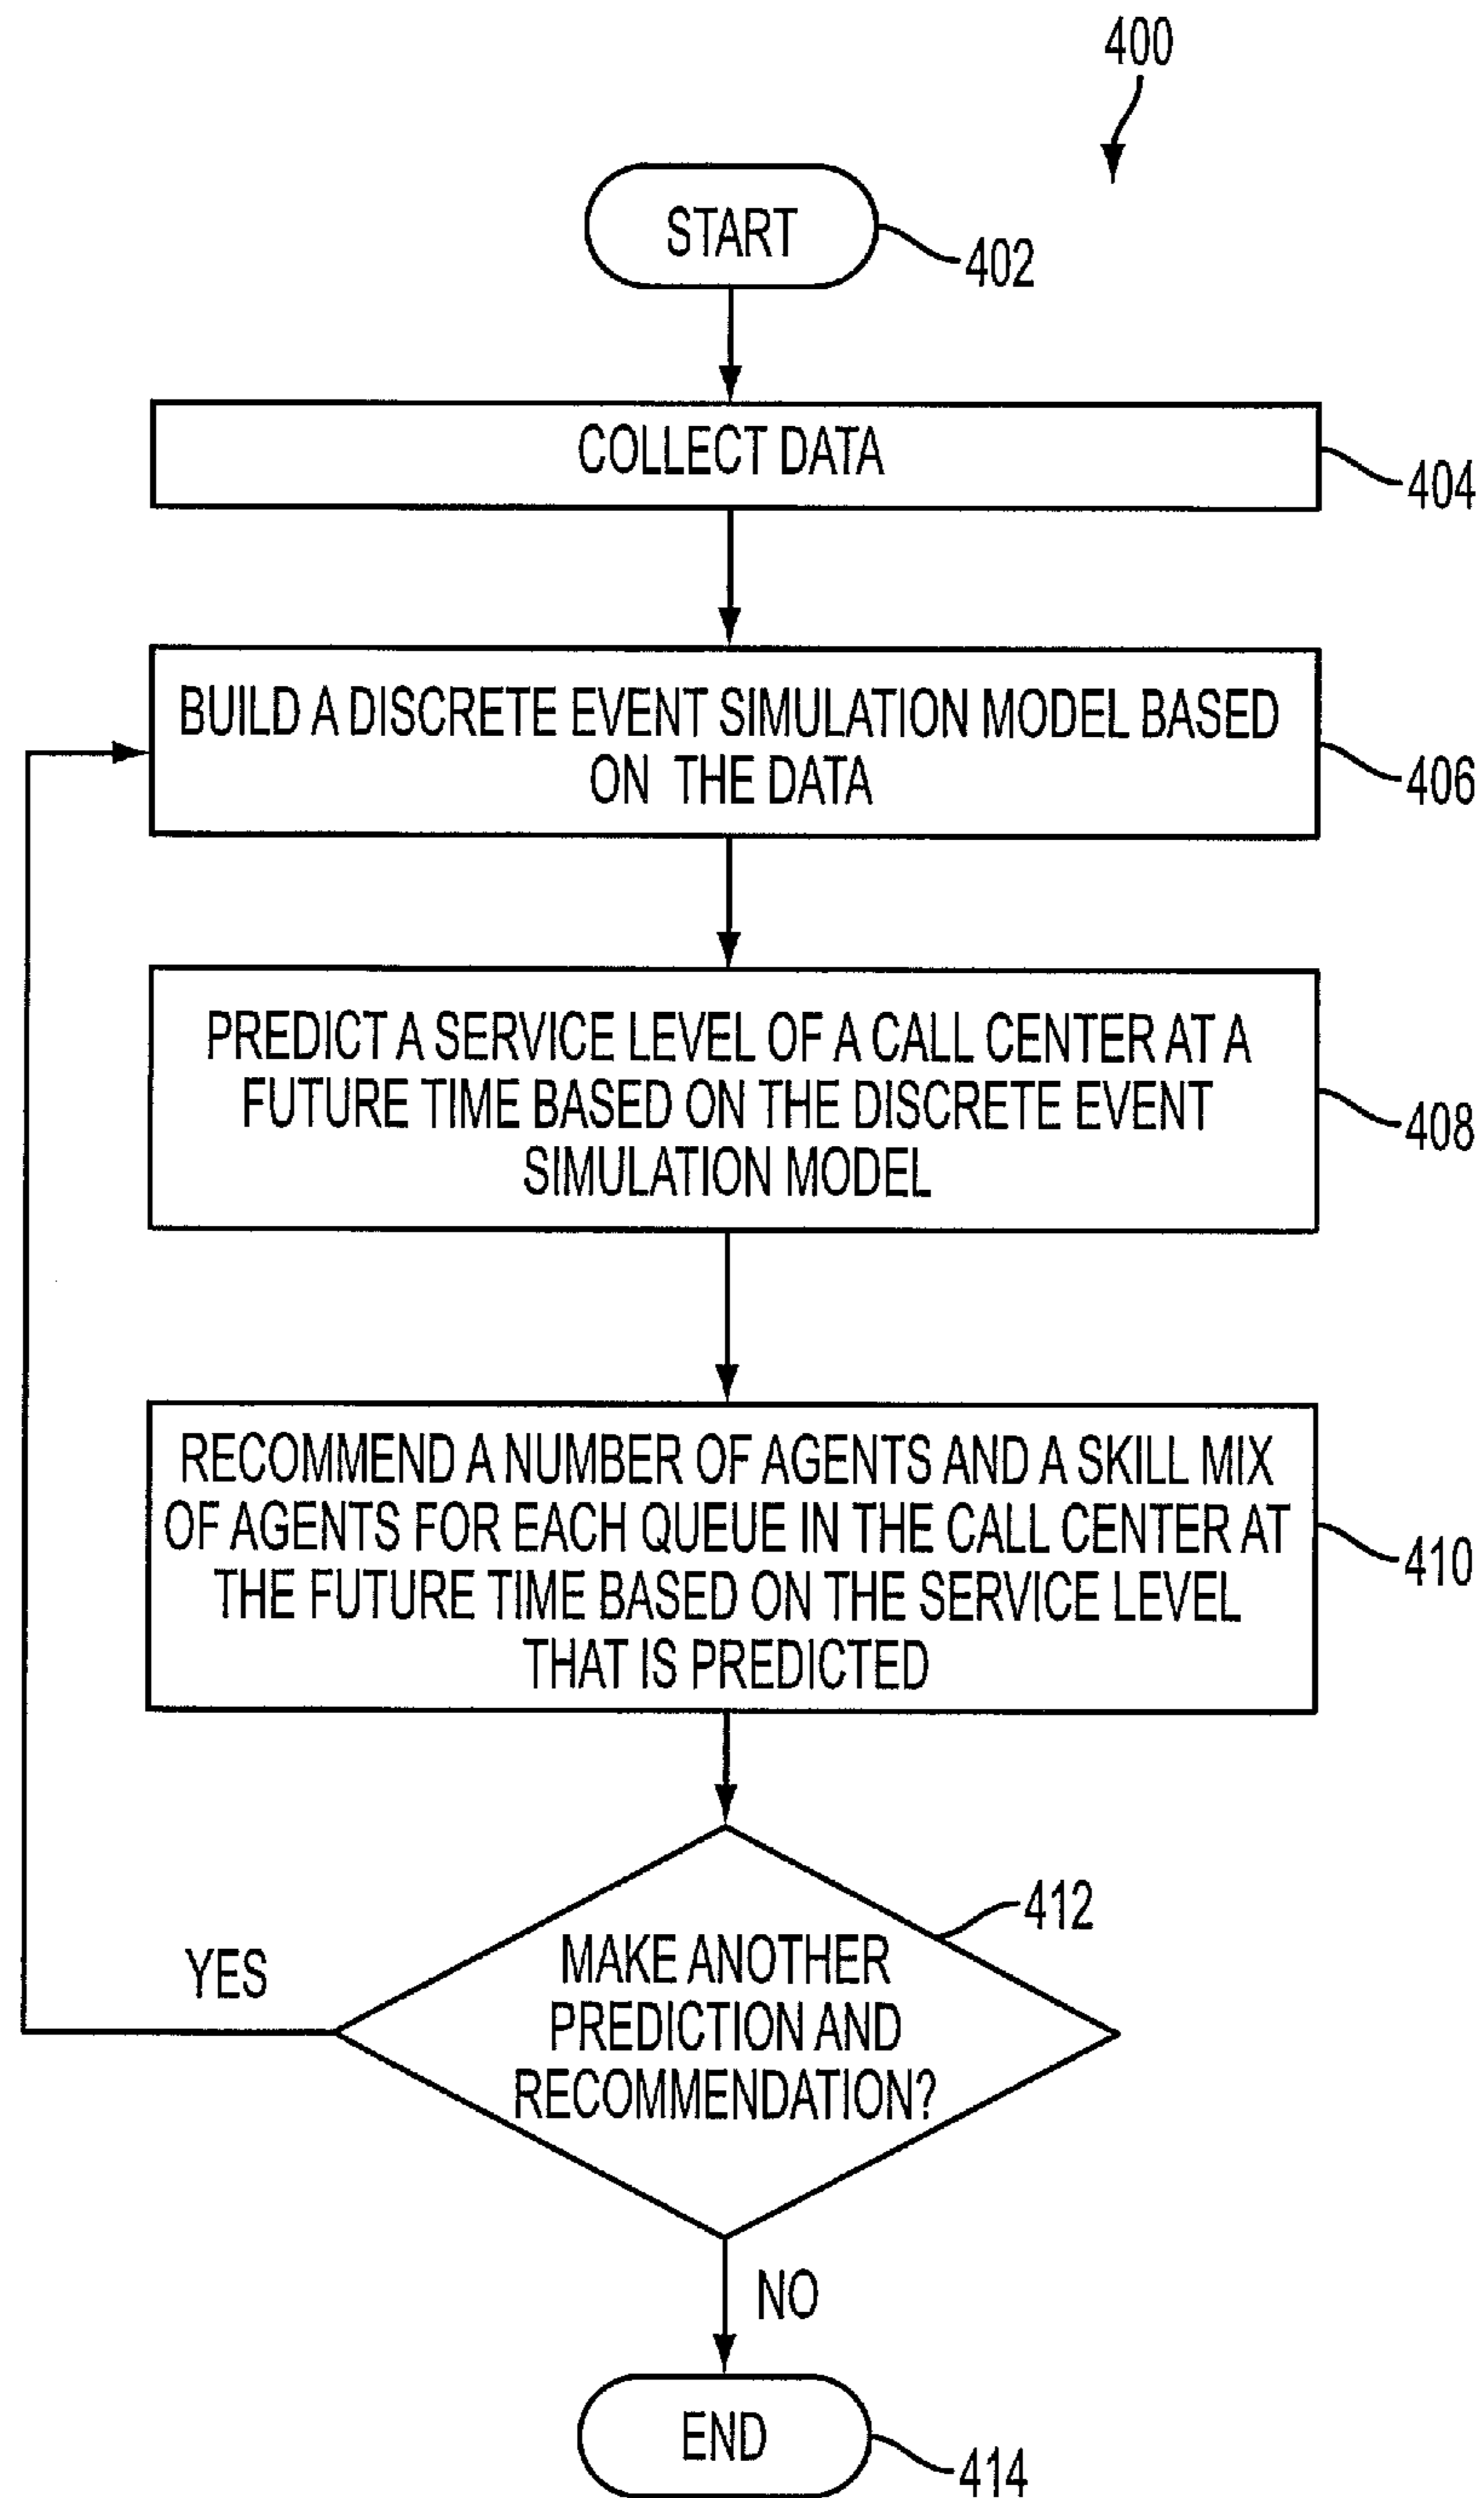 400
START
402
COLLECT DATA
404
BUILD A DISCRETE EVENT SIMULATION MODEL BASED
ON THE DATA
406
PREDICT A SERVICE LEVEL OF A CALL CENTER AT A
FUTURE TIME BASED ON THE DISCRETE EVENT
SIMULATION MODEL
408
RECOMMEND A NUMBER OF AGENTS AND A SKILL MIX
OF AGENTS FOR EACH QUEUE IN THE CALL CENTER AT
THE FUTURE TIME BASED ON THE SERVICE LEVEL
THAT IS PREDICTED
410
412
MAKE ANOTHER
PREDICTION AND
RECOMMENDATION?
YES
NO
END
414